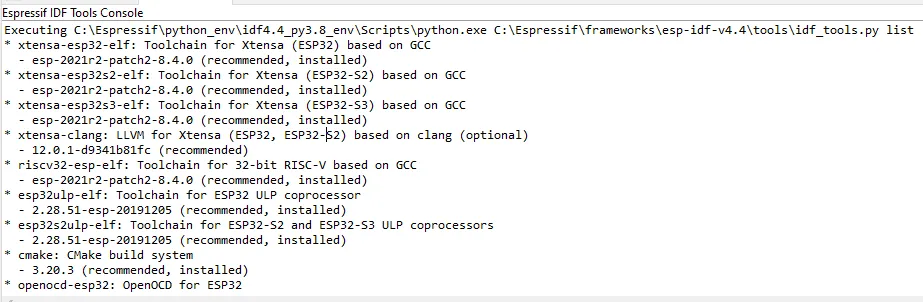 Espressif IDF Tools Console
Executing C:\Espressif\python_env\idf4.4_py3.8_env\Scripts\python.exe C:\Espressif\frameworks\esp-idf-v4.4\tools\idf_tools.py list
* xtensa-esp32-elf: Toolchain for Xtensa (ESP32) based on GCC
  - esp-2021r2-patch2-8.4.0 (recommended, installed)
* xtensa-esp32s2-elf: Toolchain for Xtensa (ESP32-S2) based on GCC
  - esp-2021r2-patch2-8.4.0 (recommended, installed)
* xtensa-esp32s3-elf: Toolchain for Xtensa (ESP32-S3) based on GCC
  - esp-2021r2-patch2-8.4.0 (recommended, installed)
* xtensa-clang: LLVM for Xtensa (ESP32, ESP32-S2) based on clang (optional)
  - 12.0.1-d9341b81fc (recommended)
* riscv32-esp-elf: Toolchain for 32-bit RISC-V based on GCC
  - esp-2021r2-patch2-8.4.0 (recommended, installed)
* esp32ulp-elf: Toolchain for ESP32 ULP coprocessor
  - 2.28.51-esp-20191205 (recommended, installed)
* esp32s2ulp-elf: Toolchain for ESP32-S2 and ESP32-S3 ULP coprocessors
  - 2.28.51-esp-20191205 (recommended, installed)
* cmake: CMake build system
  - 3.20.3 (recommended, installed)
* openocd-esp32: OpenOCD for ESP32